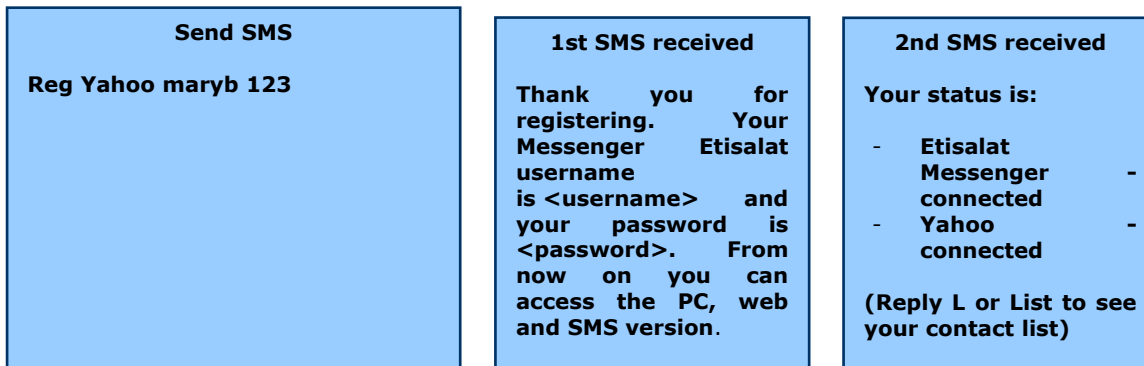 Send SMS
Reg Yahoo maryb 123
1st SMS received
Thank you for
registering. Your
Messenger Etisalat
username
is <username> and
your password is
<password>. From
now on you can
access the PC, web
and SMS version.
2nd SMS received
Your status is:
- Etisalat
Messenger -
connected
- Yahoo -
connected
(Reply L or List to see
your contact list)